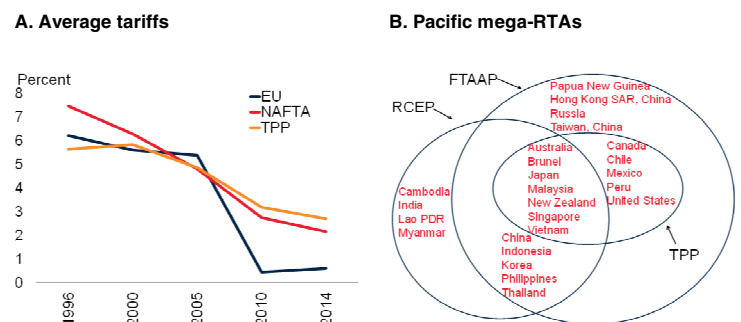 A. Average tariffs
Percent
8
7
6
5
4
3
2
1
0
EU
NAFTA
TPP
1996
2000
2005
2010
2014
B. Pacific mega-RTAs
FTAAP
RCEP
Papua New Guinea
Hong Kong SAR, China
Russia
Taiwan, China
Australia
Brunei
Japan
Malaysia
New Zealand
Singapore
Vietnam
Canada
Chile
Mexico
Peru
United States
Cambodia
India
Lao PDR
Myanmar
China
Indonesia
Korea
Philippines
Thailand
TPP